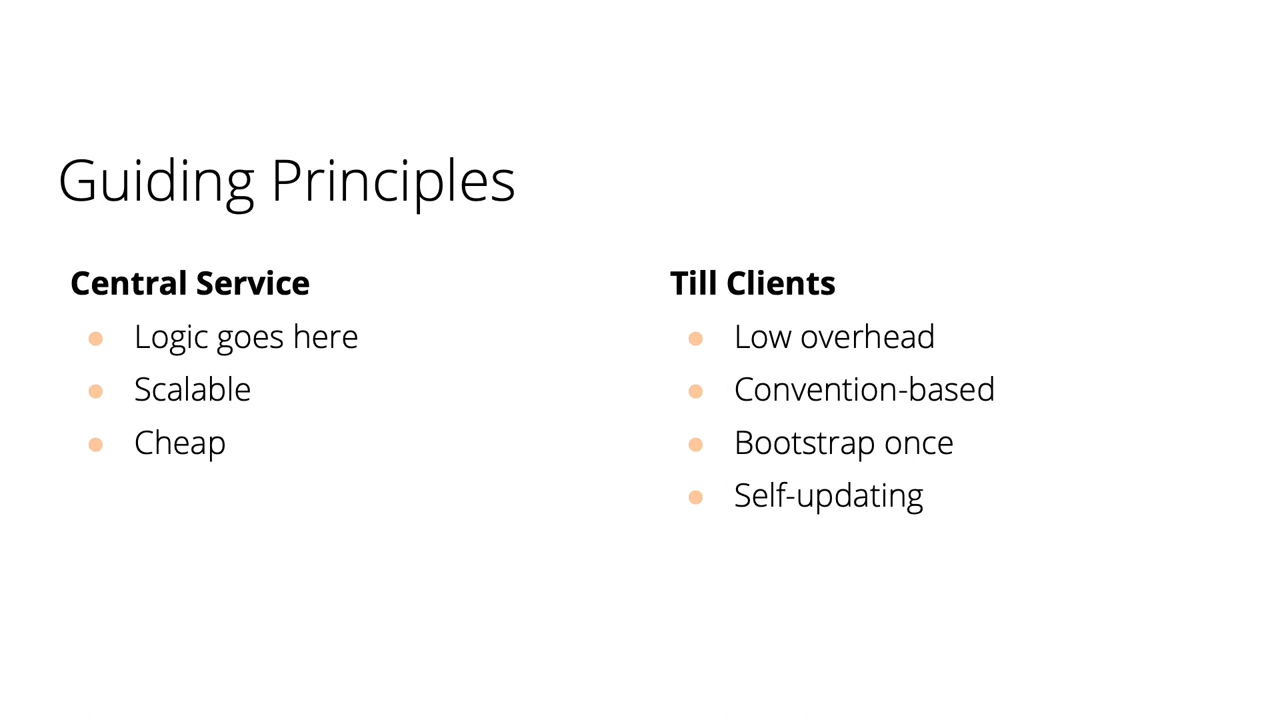 Guiding Principles
Central Service
Logic goes here
Scalable
Cheap
Till Clients
Low overhead
Convention-based
Bootstrap once
Self-updating